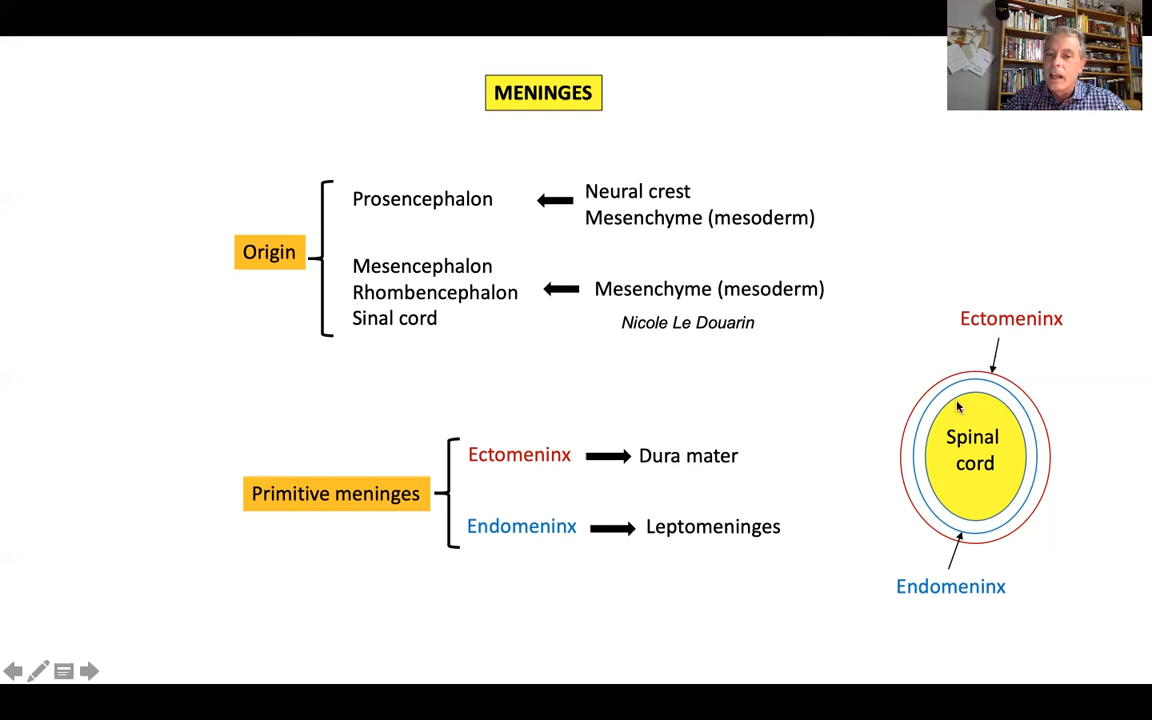 MENINGES
Origin
Prosencephalon
Neural crest
Mesenchyme (mesoderm)
Mesencephalon
Rhombencephalon
Sinal cord
Mesenchyme (mesoderm)
Nicole Le Douarin
Primitive meninges
Ectomeninx
Dura mater
Endomeninx
Leptomeninges
Ectomeninx
Spinal
cord
Endomeninx